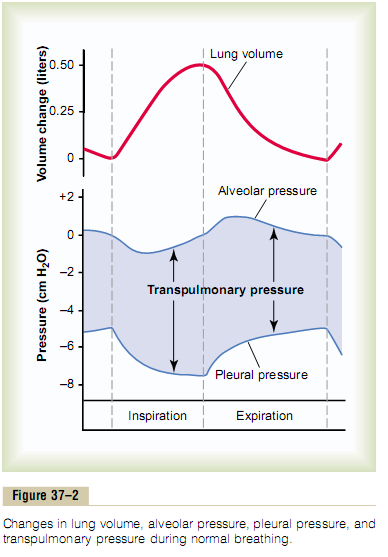 Volume change (liters)
0.50
0.25
0
Lung volume
Pressure (cm H₂O)
+2
0
–2
–4
–6
–8
Alveolar pressure
Transpulmonary pressure
Pleural pressure
Inspiration
Expiration
Figure 37–2
Changes in lung volume, alveolar pressure, pleural pressure, and
transpulmonary pressure during normal breathing.